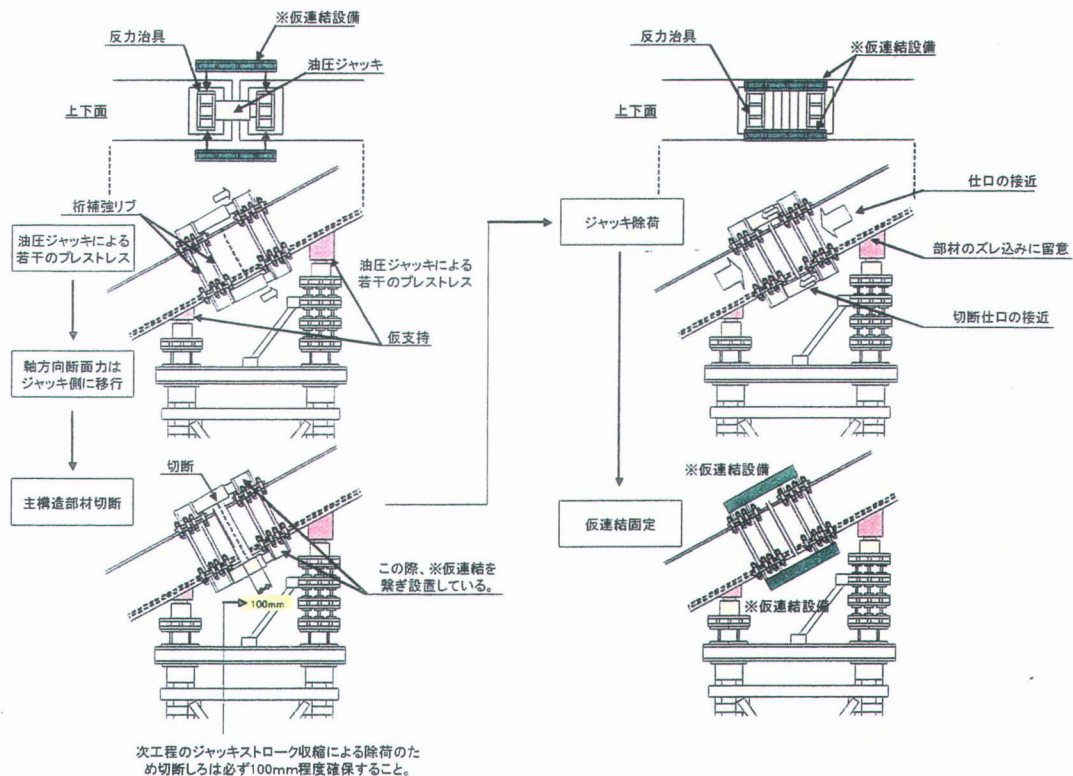 ※仮連結設備
反力治具
油圧ジャッキ
上下面
桁補強リブ
油圧ジャッキによる
若干のプレストレス
油圧ジャッキによる
若干のプレストレス
仮支持
軸方向断面力は
ジャッキ側に移行
切断
主構造部材切断
この際、※仮連結を
繋ぎ設置している。
100mm
次工程のジャッキストローク収縮による除荷のた
め切断しろは必ず100mm程度確保すること。
※仮連結設備
反力治具
上下面
仕口の接近
ジャッキ除荷
部材のズレ込みに留意
切断仕口の接近
※仮連結設備
仮連結固定
※仮連結設備